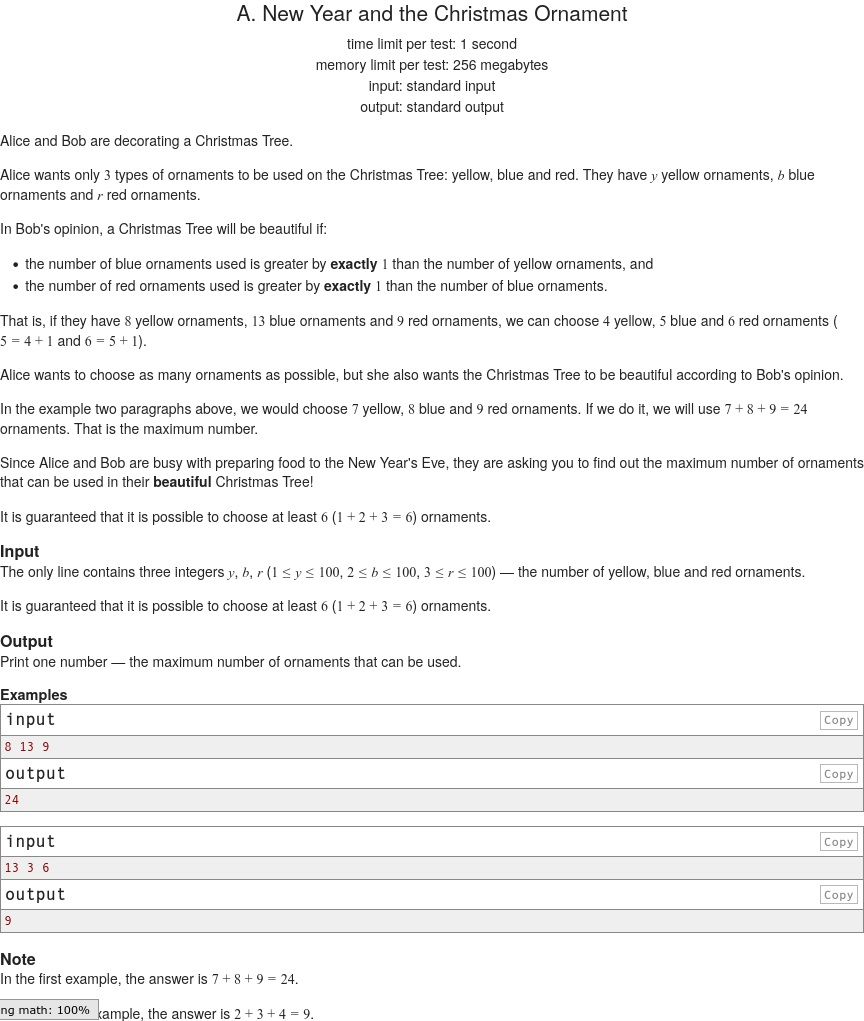 A. New Year and the Christmas Ornament
time limit per test: 1 second
memory limit per test: 256 megabytes
input: standard input
output: standard output
Alice and Bob are decorating a Christmas Tree.
Alice wants only 3 types of ornaments to be used on the Christmas Tree: yellow, blue and red. They have y yellow ornaments, b blue
ornaments and r red ornaments.
In Bob's opinion, a Christmas Tree will be beautiful if:
• the number of blue ornaments used is greater by exactly 1 than the number of yellow ornaments, and
• the number of red ornaments used is greater by exactly 1 than the number of blue ornaments.
That is, if they have 8 yellow ornaments, 13 blue ornaments and 9 red ornaments, we can choose 4 yellow, 5 blue and 6 red ornaments (
5 = 4 + 1 and 6 = 5 + 1).
Alice wants to choose as many ornaments as possible, but she also wants the Christmas Tree to be beautiful according to Bob's opinion.
In the example two paragraphs above, we would choose 7 yellow, 8 blue and 9 red ornaments. If we do it, we will use 7 + 8 + 9 = 24
ornaments. That is the maximum number.
Since Alice and Bob are busy with preparing food to the New Year's Eve, they are asking you to find out the maximum number of ornaments
that can be used in their beautiful Christmas Tree!
It is guaranteed that it is possible to choose at least 6 (1 + 2 + 3 = 6) ornaments.
Input
The only line contains three integers y, b, r (1 ≤ y ≤ 100, 2 ≤ b ≤ 100, 3 ≤ r ≤ 100) — the number of yellow, blue and red ornaments.
It is guaranteed that it is possible to choose at least 6 (1 + 2 + 3 = 6) ornaments.
Output
Print one number — the maximum number of ornaments that can be used.
Examples
input Copy
8 13 9
output Copy
24
input Copy
13 3 6
output Copy
9
Note
In the first example, the answer is 7 + 8 + 9 = 24.
ng math: 100% xample, the answer is 2 + 3 + 4 = 9.